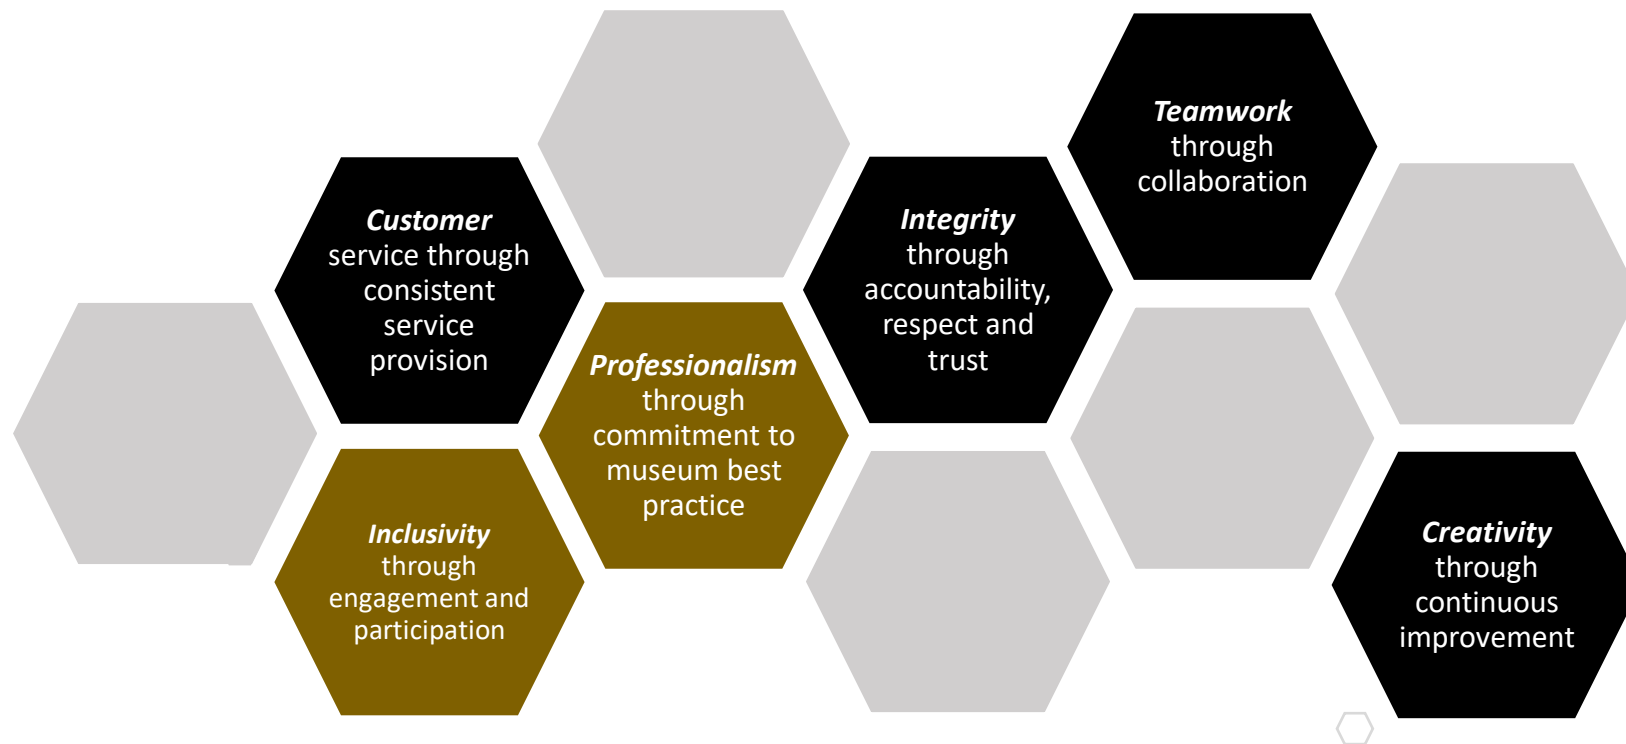 Customer
service through
consistent
service
provision
Inclusivity
through
engagement and
participation
Professionalism
through
commitment to
museum best
practice
Integrity
through
accountability,
respect and
trust
Teamwork
through
collaboration
Creativity
through
continuous
improvement